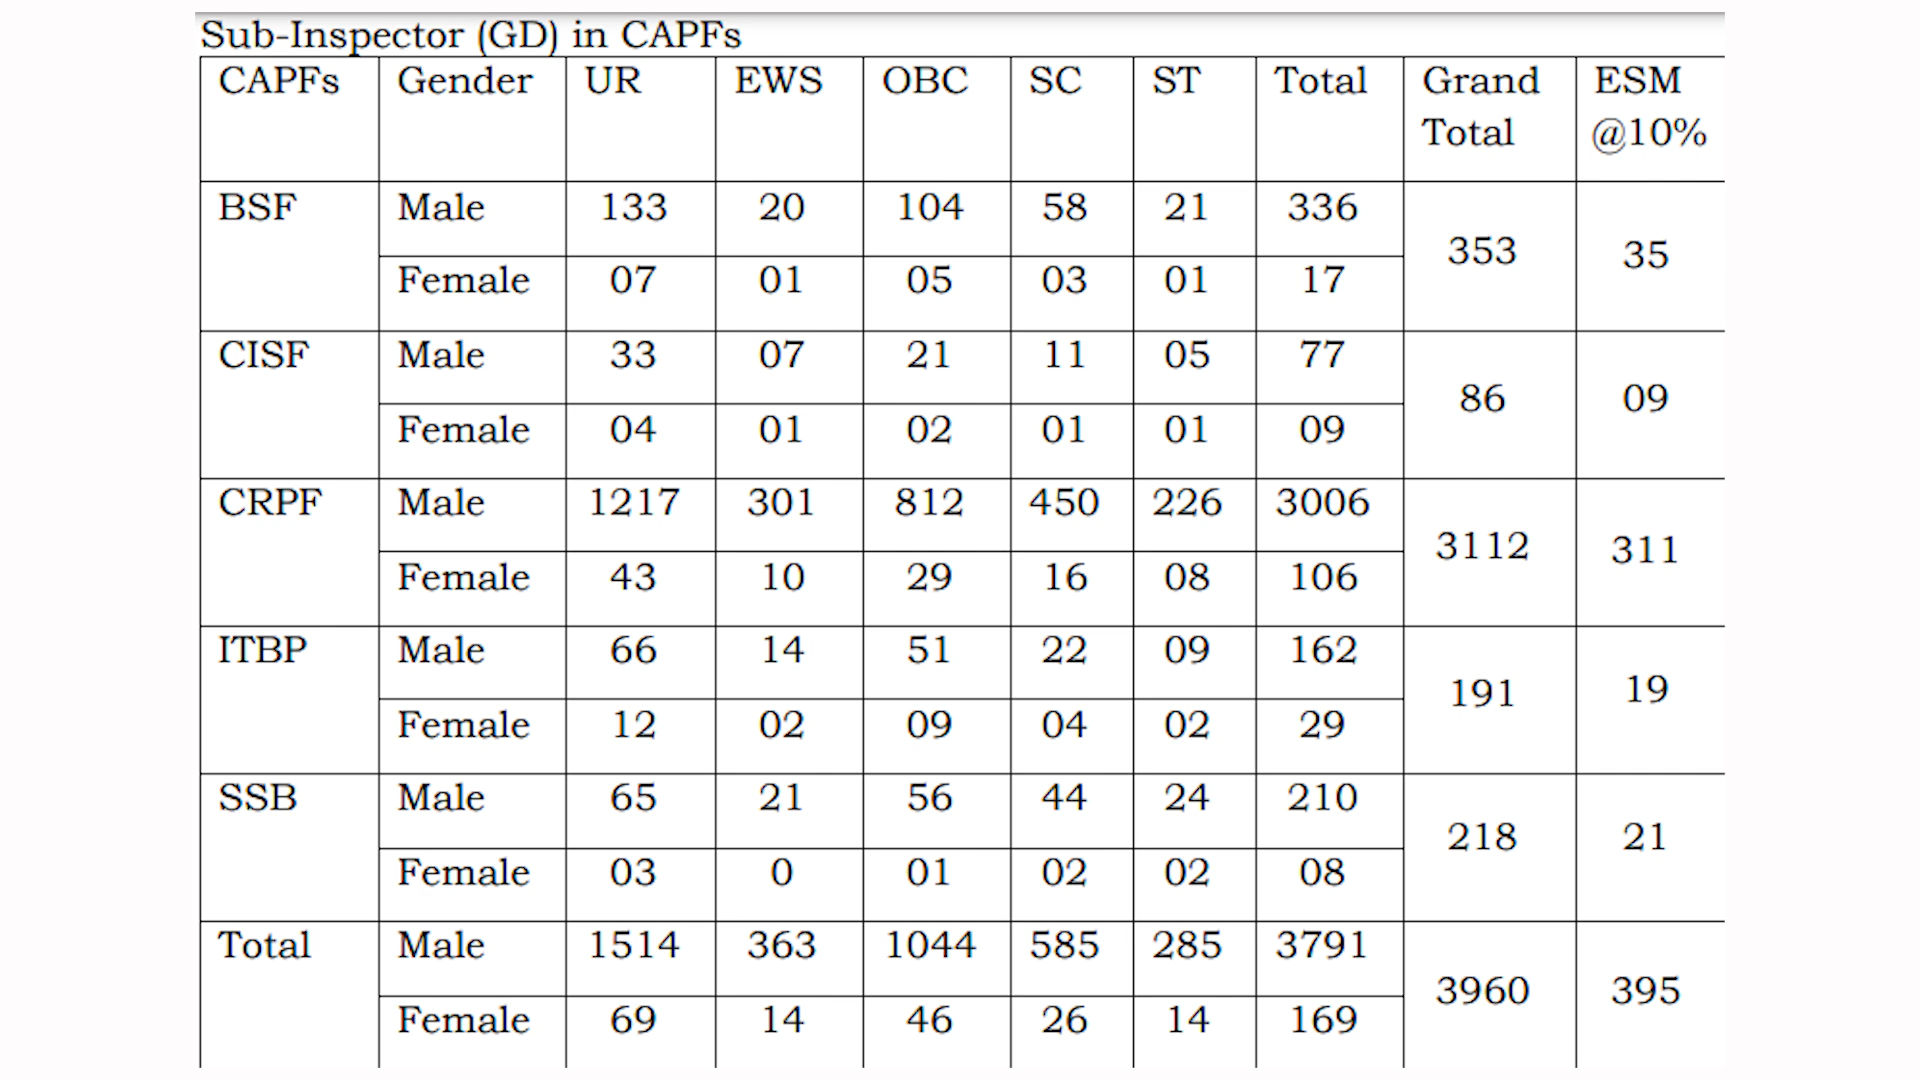 Sub-Inspector (GD) in CAPFs
CAPFs Gender UR EWS OBC SC ST Total Grand Total ESM @10%
BSF Male 133 20 104 58 21 336 353 35
Female 07 01 05 03 01 17
CISF Male 33 07 21 11 05 77 86 09
Female 04 01 02 01 01 09
CRPF Male 1217 301 812 450 226 3006 3112 311
Female 43 10 29 16 08 106
ITBP Male 66 14 51 22 09 162 191 19
Female 12 02 09 04 02 29
SSB Male 65 21 56 44 24 210 218 21
Female 03 0 01 02 02 08
Total Male 1514 363 1044 585 285 3791 3960 395
Female 69 14 46 26 14 169